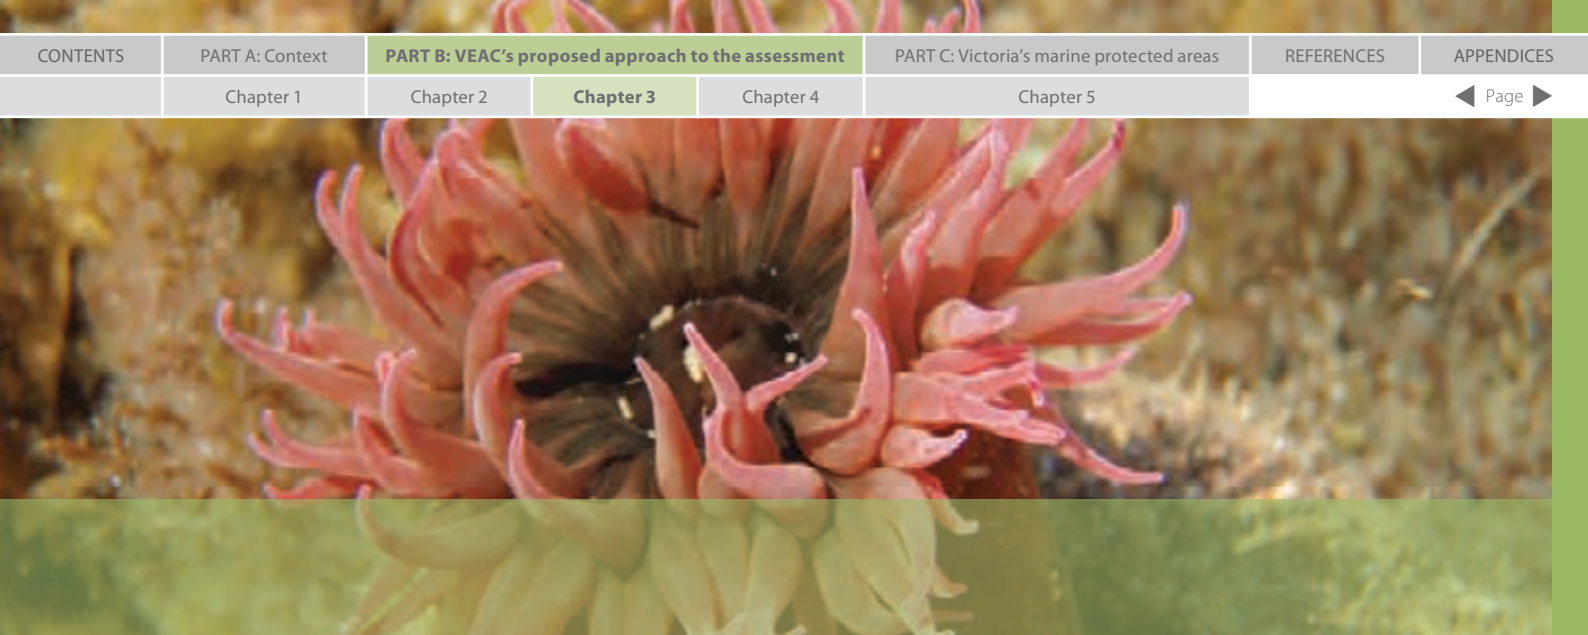 CONTENTS PART A: Context PART B: VEAC's proposed approach to the assessment PART C: Victoria's marine protected areas REFERENCES APPENDICES
Chapter 1 Chapter 2 Chapter 3 Chapter 4 Chapter 5 Page